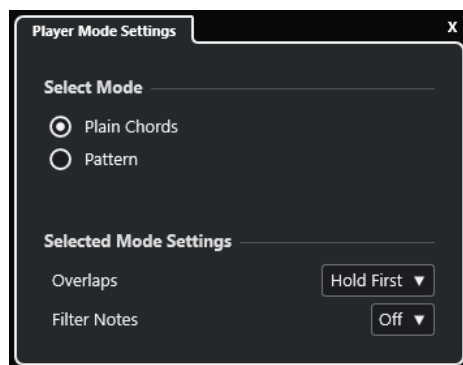 Player Mode Settings X
Select Mode
Plain Chords
Pattern
Selected Mode Settings
Overlaps Hold First
Filter Notes Off